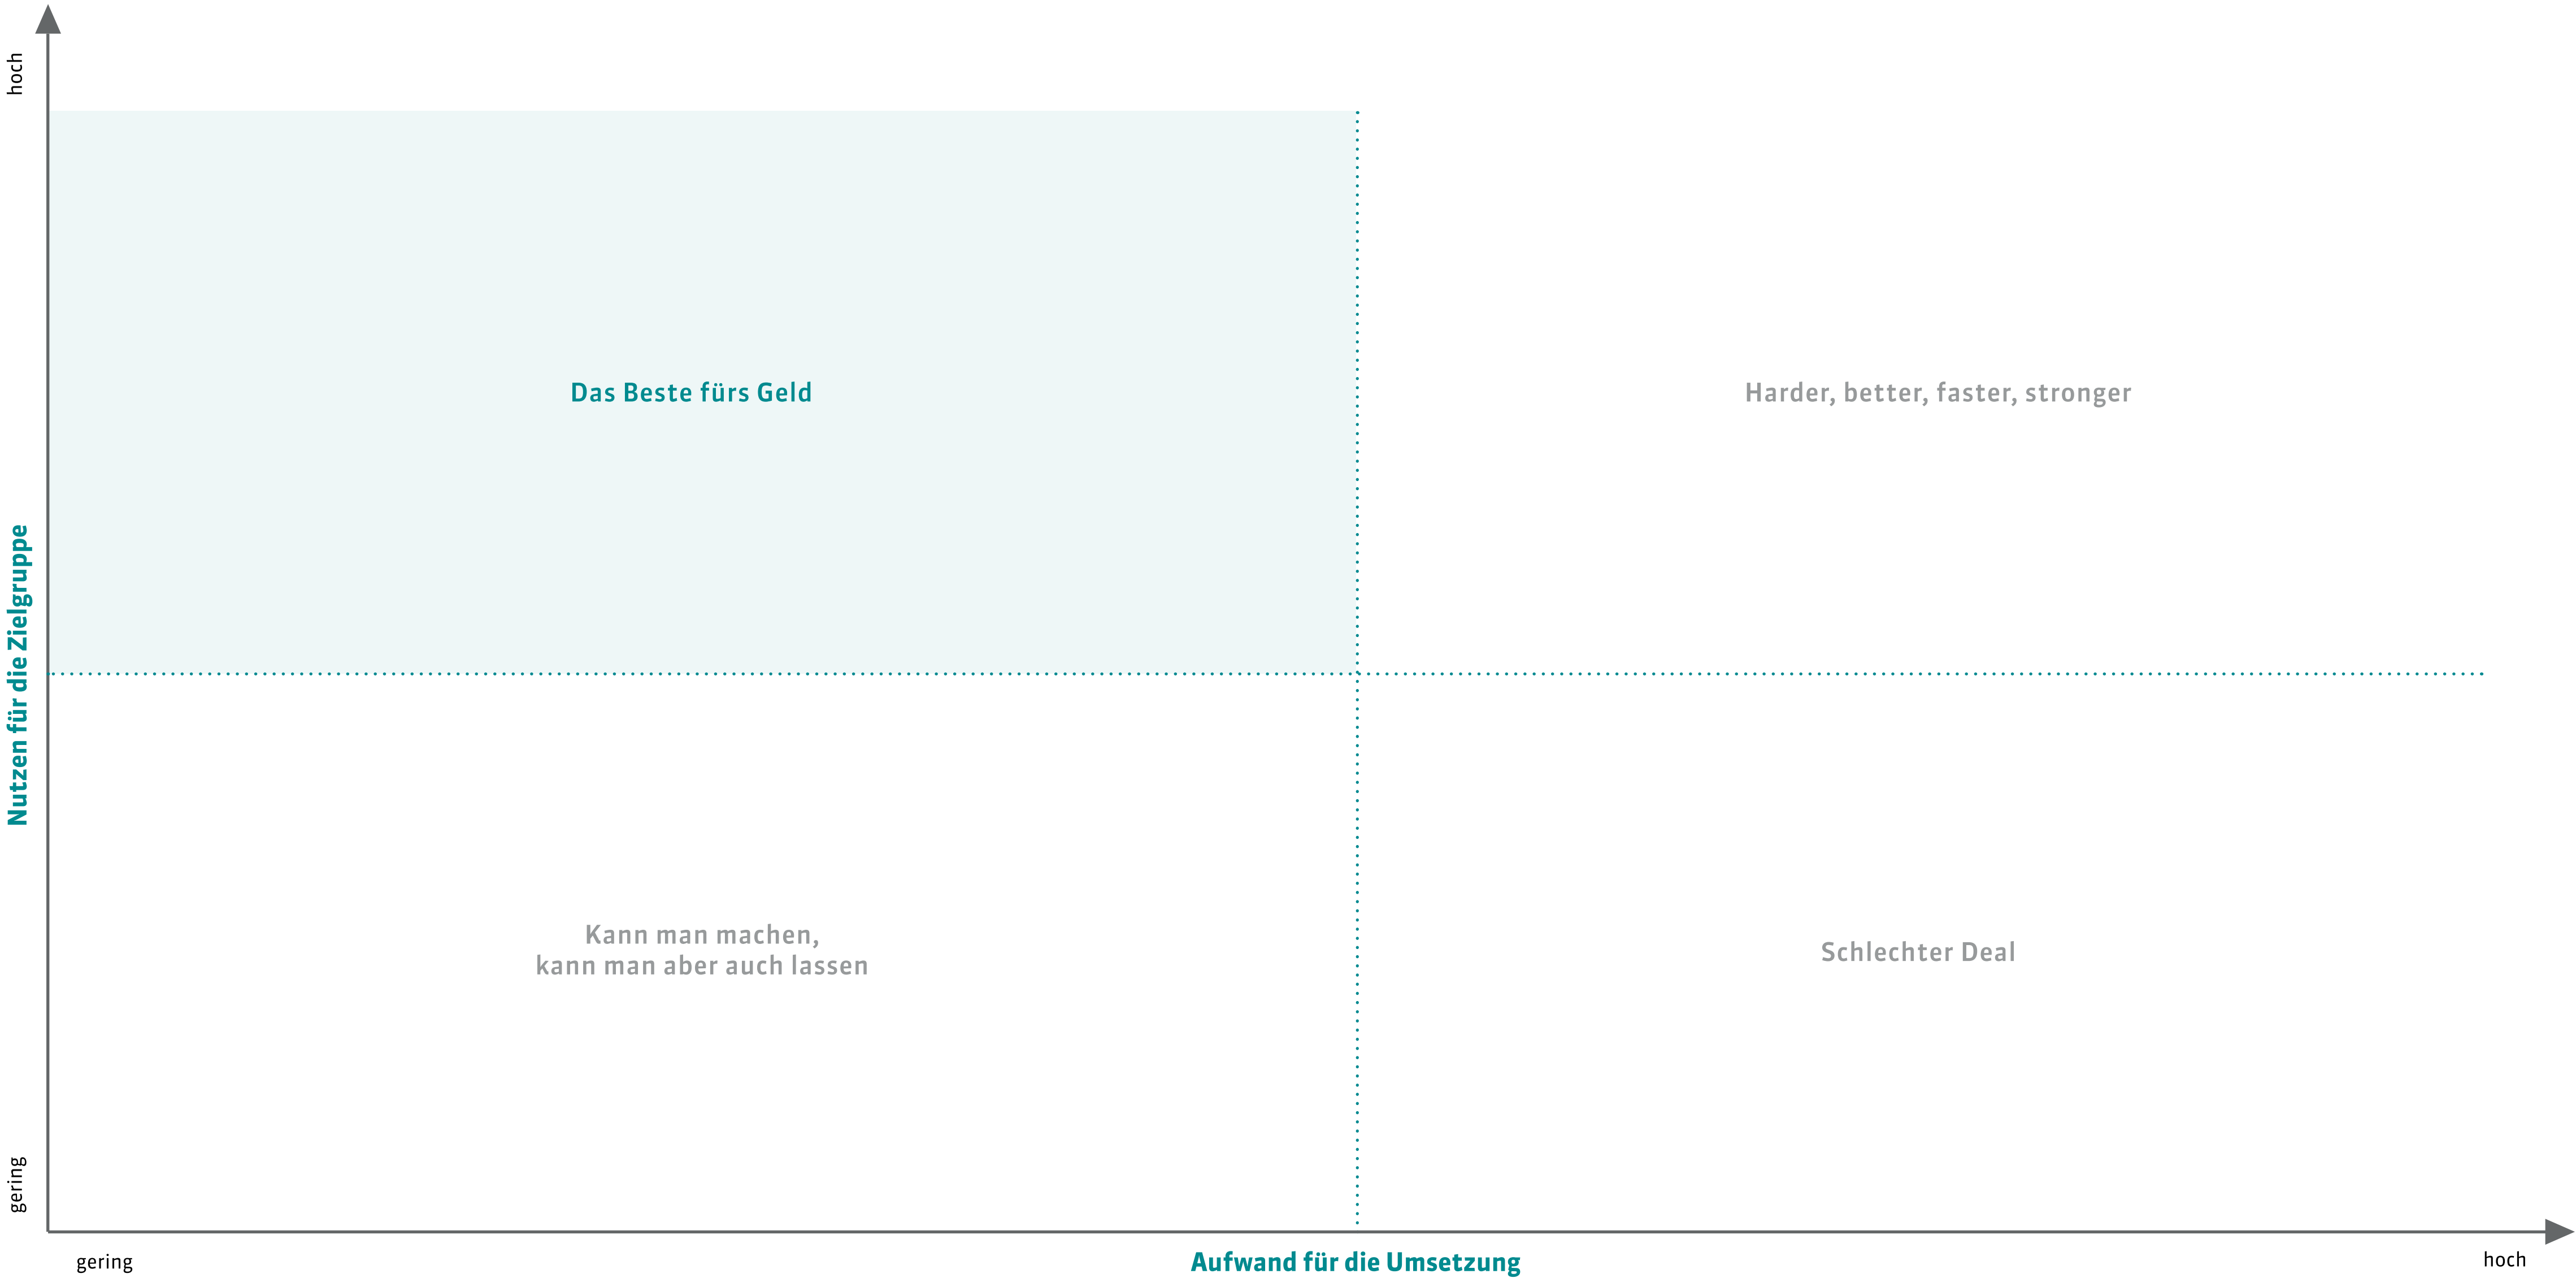 hoch
Das Beste fürs Geld
Harder, better, faster, stronger
Nutzen für die Zielgruppe
Kann man machen,
kann man aber auch lassen
Schlechter Deal
gering
gering
Aufwand für die Umsetzung
hoch